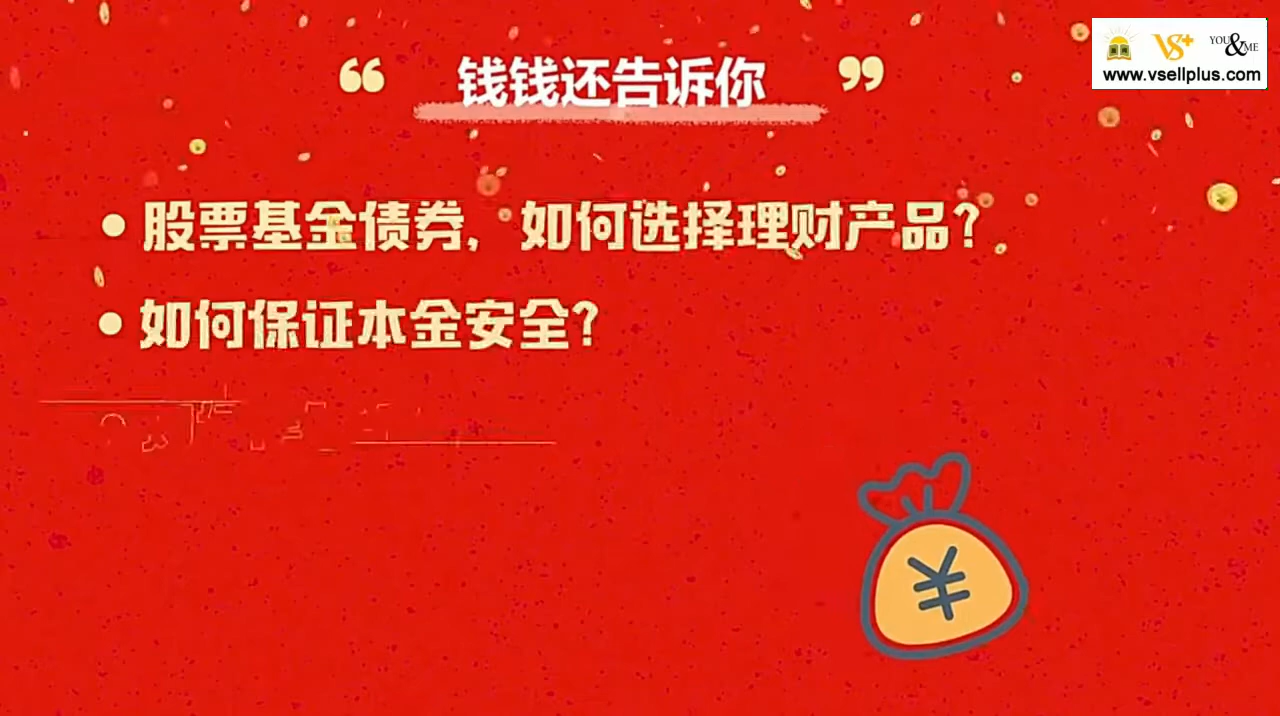 “ 钱钱还告诉你 ”
VS+ YOU&ME
www.vsellplus.com
• 股票基金债券，如何选择理财产品？
• 如何保证本金安全？
¥